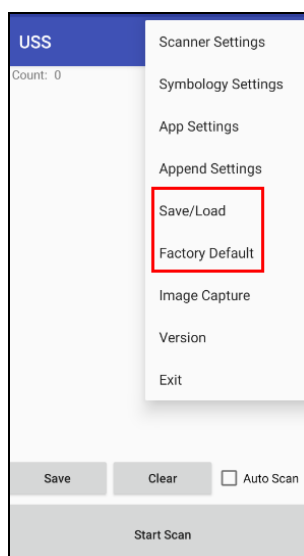 USS
Count: 0
Scanner Settings
Symbology Settings
App Settings
Append Settings
Save/Load
Factory Default
Image Capture
Version
Exit
Save Clear Auto Scan
Start Scan